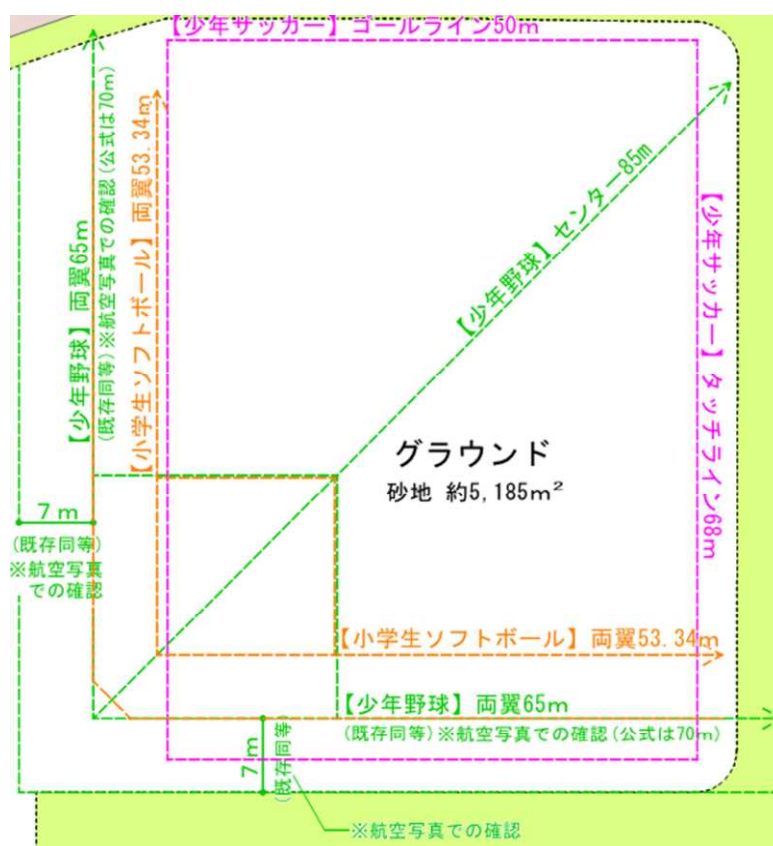 【少年サッカー】ゴールライン50m
【少年野球】両翼65m
(既存同等)※航空写真での確認(公式は70m)
【小学生ソフトボール】両翼53.34m
【少年野球】センター85m
【少年サッカー】タッチライン68m
グラウンド
砂地 約5,185m²
7m
(既存同等)
※航空写真
での確認
【小学生ソフトボール】両翼53.34m
【少年野球】両翼65m
(既存同等)※航空写真での確認(公式は70m)
7m
(既存同等)
※航空写真での確認